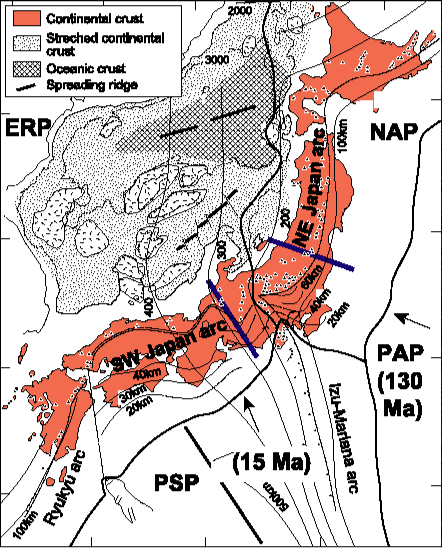 Continental crust
Streched continental
crust
Oceanic crust
Spreading ridge
2000
3000
ERP
NAP
100km
NE Japan arc
200
300
400
60km
40km
20km
SW Japan arc
40km
30km
20km
PAP
(130
Ma)
Izu-Mariana arc
(15 Ma)
PSP
500km
Ryukyu arc
100km